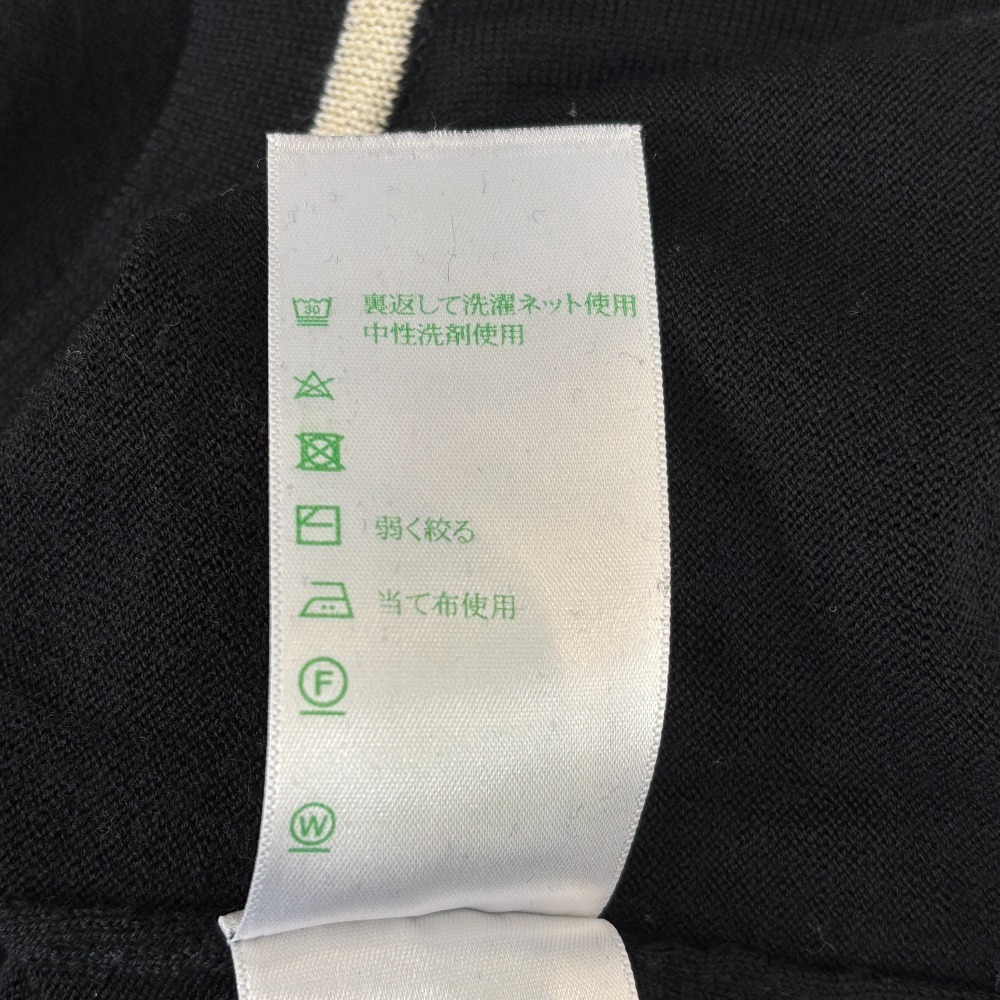 30
裏返して洗濯ネット使用
中性洗剤使用
弱く絞る
当て布使用
F
W